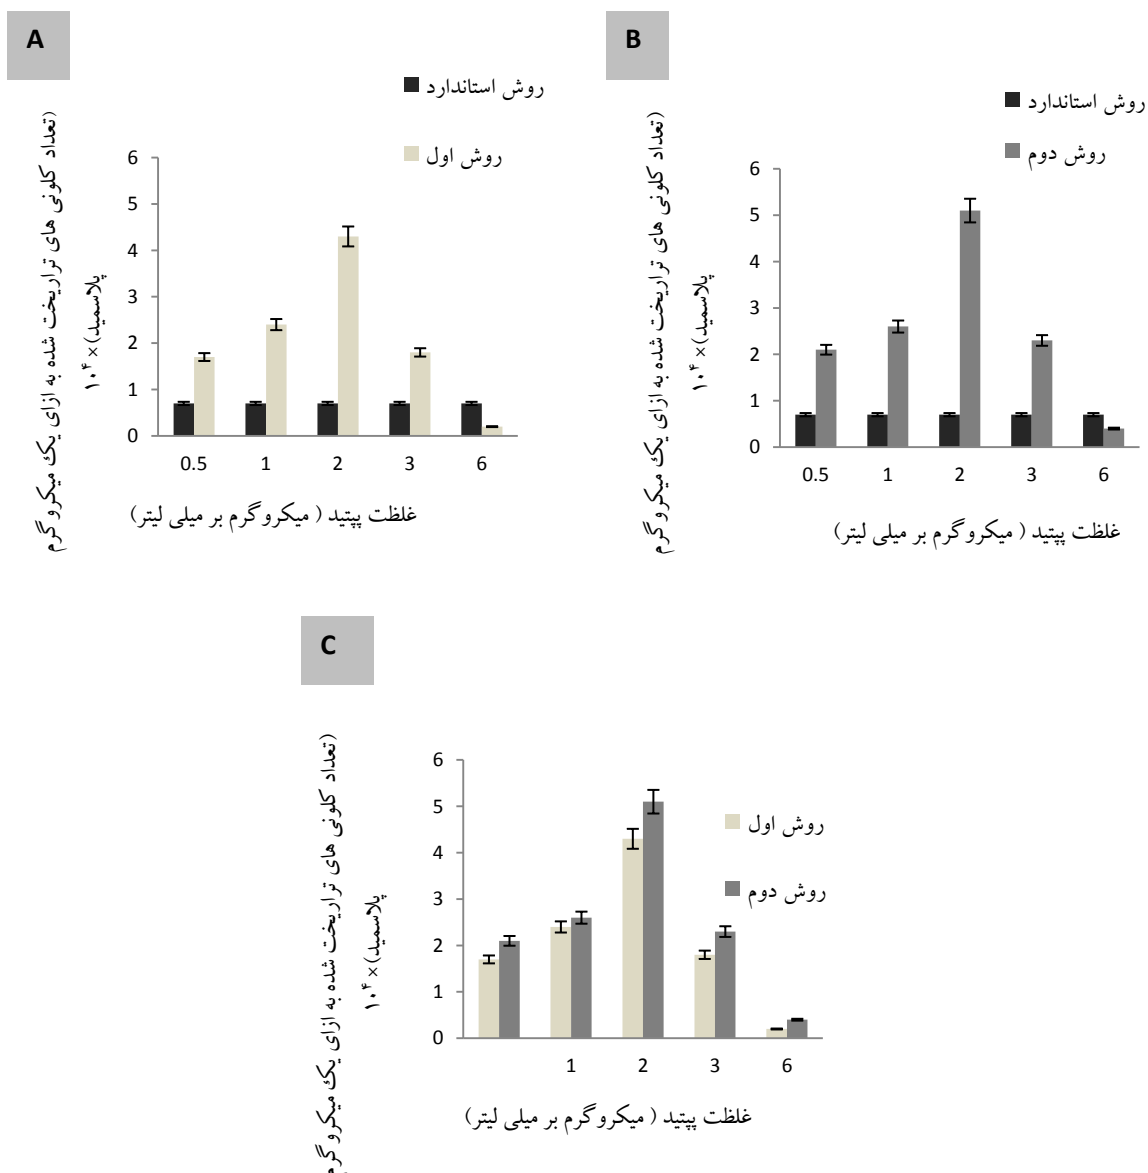 A
روش استاندارد
روش اول
(تعداد کلونی های تراریخت شده به ازای یک میکروگرم
پلاسمید) × ۱۰۴
6
5
4
3
2
1
0
0.5 1 2 3 6
غلظت پپتید ( میکروگرم بر میلی لیتر)
B
روش استاندارد
روش دوم
(تعداد کلونی های تراریخت شده به ازای یک میکروگرم
پلاسمید) × ۱۰۴
6
5
4
3
2
1
0
0.5 1 2 3 6
غلظت پپتید ( میکروگرم بر میلی لیتر)
C
(تعداد کلونی های تراریخت شده به ازای یک میکروگرم
پلاسمید) × ۱۰۴
6
5
4
3
2
1
0
روش اول
روش دوم
1 2 3 6
غلظت پپتید ( میکروگرم بر میلی لیتر)